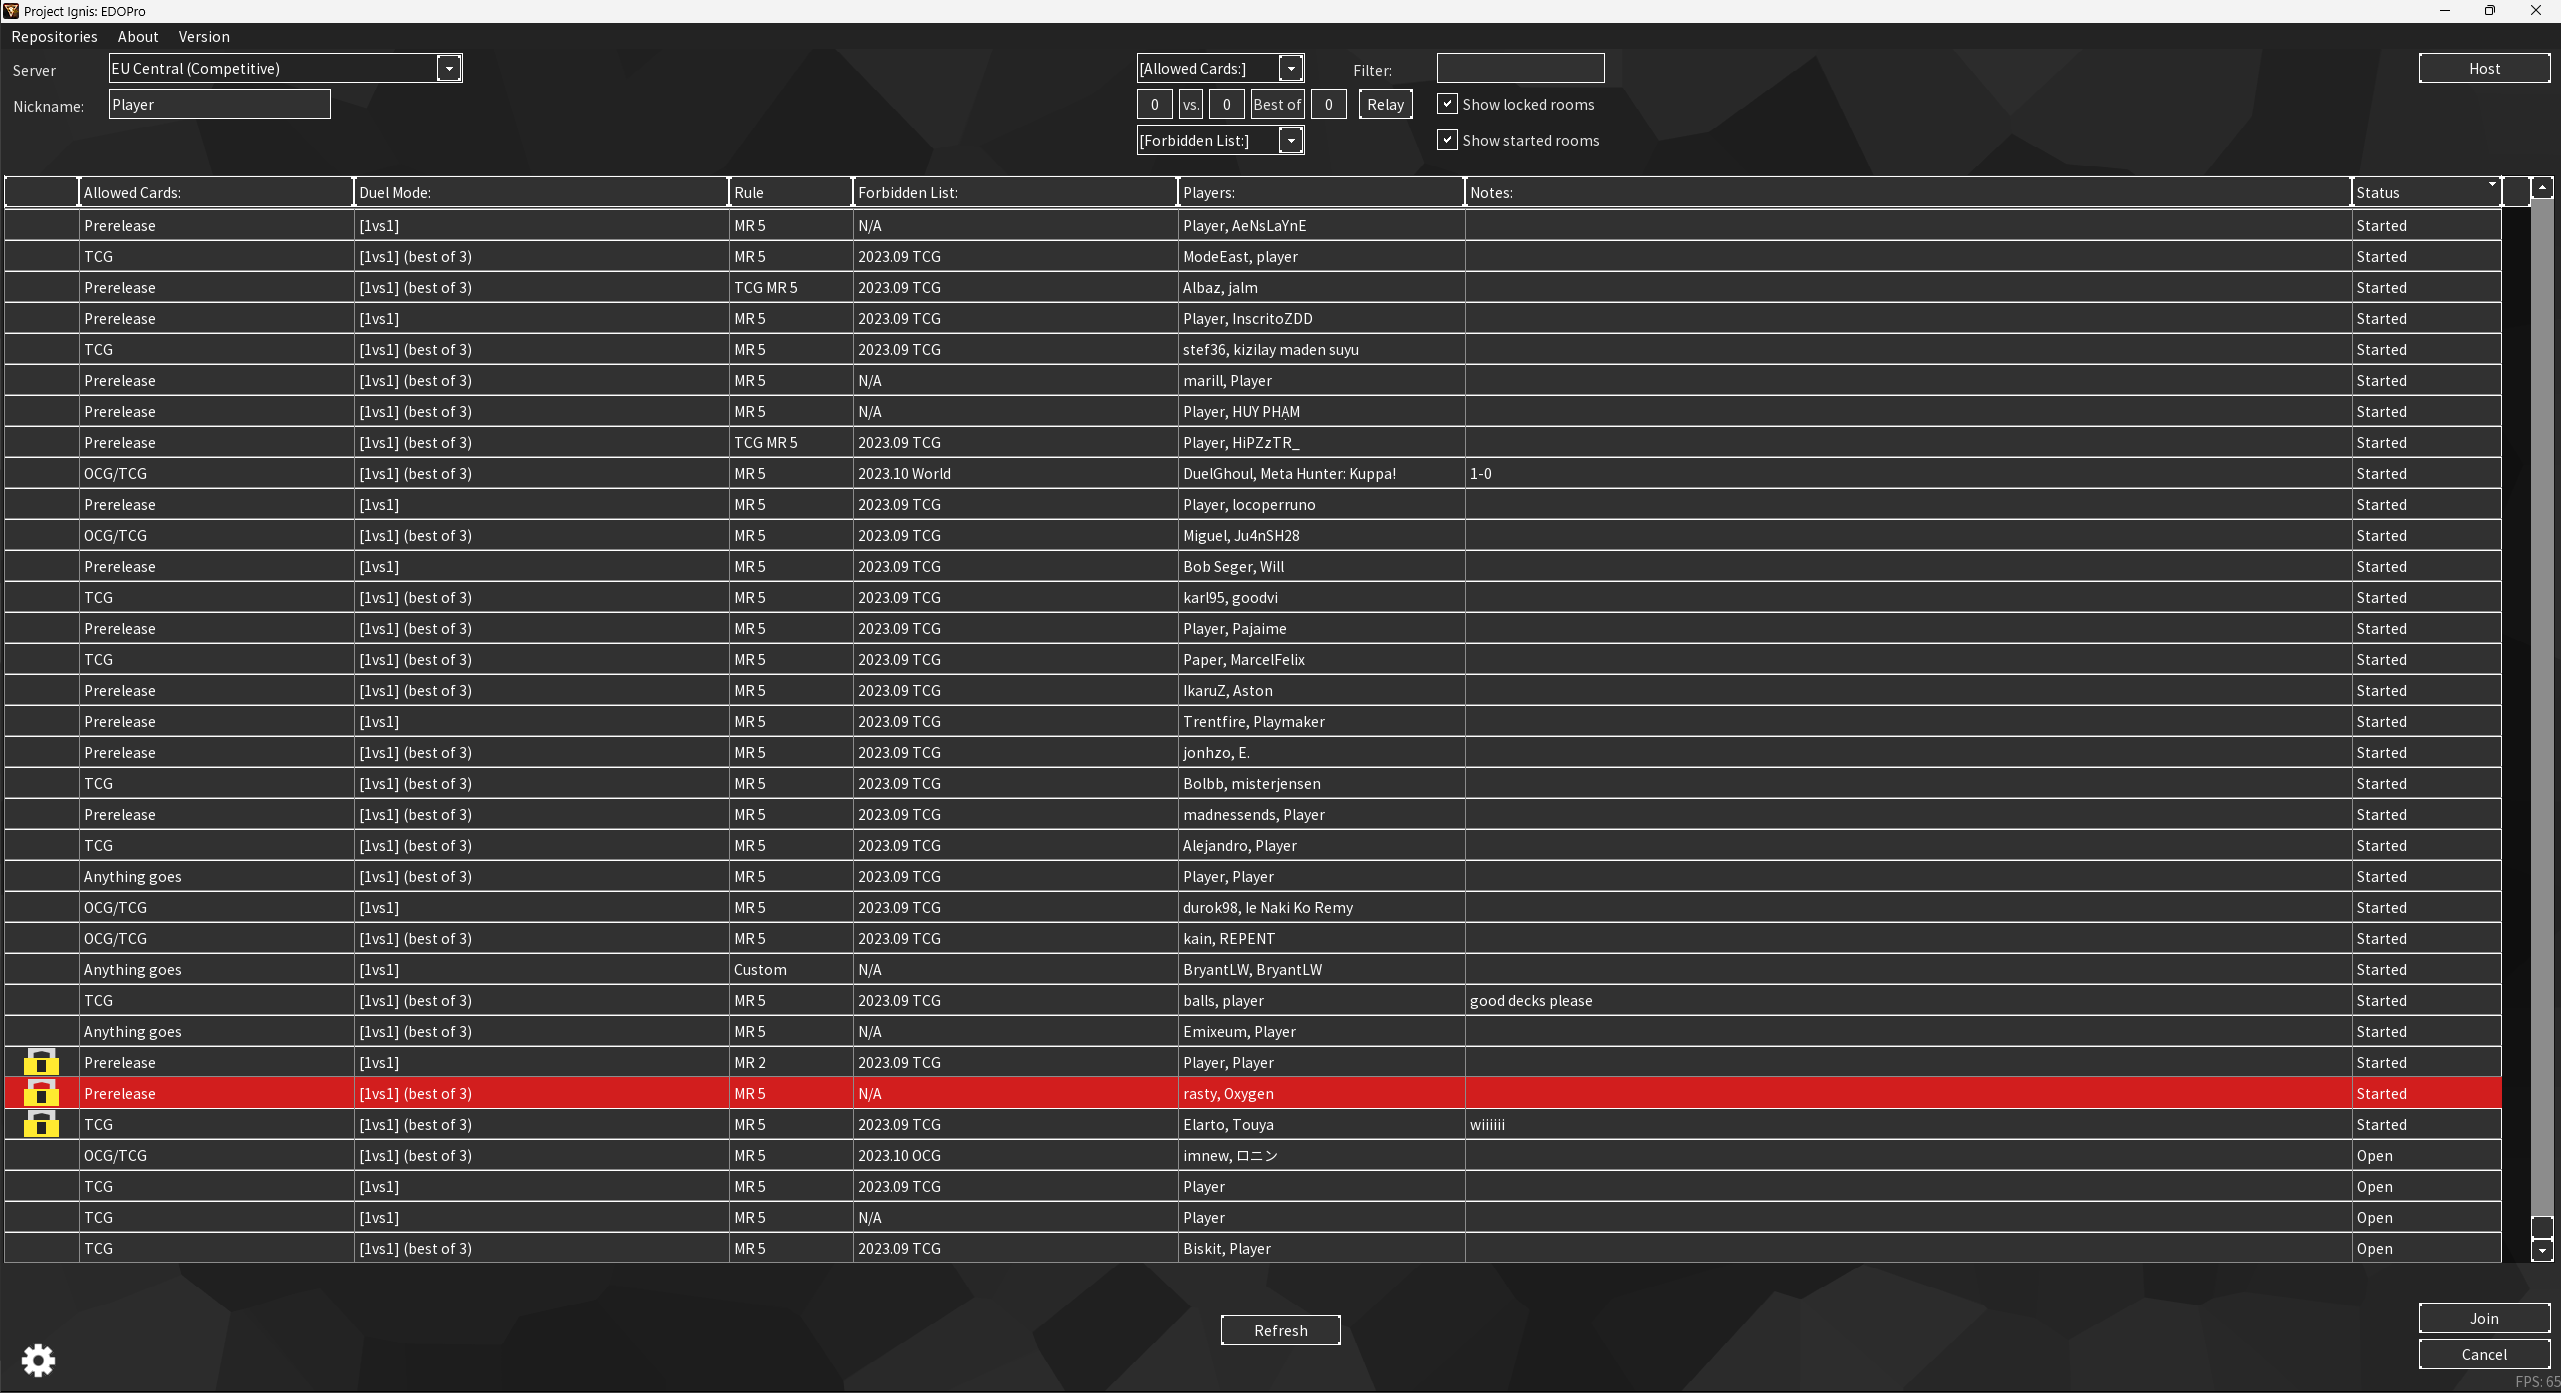 Project Ignis: EDOPro
Repositories About Version
Server EU Central (Competitive) [Allowed Cards:] Filter: Host
Nickname: Player 0 vs. 0 Best of 0 Relay Show locked rooms
[Forbidden List:] Show started rooms
Allowed Cards: Duel Mode: Rule Forbidden List: Players: Notes: Status
Prerelease [1vs1] MR 5 N/A Player, AeNsLaYnE Started
TCG [1vs1] (best of 3) MR 5 2023.09 TCG ModeEast, player Started
Prerelease [1vs1] (best of 3) TCG MR 5 2023.09 TCG Albaz, jalm Started
Prerelease [1vs1] MR 5 2023.09 TCG Player, InscritoZDD Started
TCG [1vs1] (best of 3) MR 5 2023.09 TCG stef36, kizilay maden suyu Started
Prerelease [1vs1] (best of 3) MR 5 N/A marill, Player Started
Prerelease [1vs1] (best of 3) MR 5 N/A Player, HUY PHẠM Started
Prerelease [1vs1] (best of 3) TCG MR 5 2023.09 TCG Player, HiPZzTR_ Started
OCG/TCG [1vs1] (best of 3) MR 5 2023.10 World DuelGhoul, Meta Hunter: Kuppa! 1-0 Started
Prerelease [1vs1] MR 5 2023.09 TCG Player, locoperruno Started
OCG/TCG [1vs1] (best of 3) MR 5 2023.09 TCG Miguel, Ju4nSH28 Started
Prerelease [1vs1] MR 5 2023.09 TCG Bob Seger, Will Started
TCG [1vs1] (best of 3) MR 5 2023.09 TCG karl95, goodvi Started
Prerelease [1vs1] (best of 3) MR 5 2023.09 TCG Player, Pajaime Started
TCG [1vs1] (best of 3) MR 5 2023.09 TCG Paper, MarcelFelix Started
Prerelease [1vs1] (best of 3) MR 5 2023.09 TCG IkaruZ, Aston Started
Prerelease [1vs1] MR 5 2023.09 TCG Trentfire, Playmaker Started
Prerelease [1vs1] (best of 3) MR 5 2023.09 TCG jonhzo, E. Started
TCG [1vs1] (best of 3) MR 5 2023.09 TCG Bolbb, misterjensen Started
Prerelease [1vs1] (best of 3) MR 5 2023.09 TCG madnessends, Player Started
TCG [1vs1] (best of 3) MR 5 2023.09 TCG Alejandro, Player Started
Anything goes [1vs1] (best of 3) MR 5 2023.09 TCG Player, Player Started
OCG/TCG [1vs1] MR 5 2023.09 TCG durok98, Ie Naki Ko Remy Started
OCG/TCG [1vs1] (best of 3) MR 5 2023.09 TCG kain, REPENT Started
Anything goes [1vs1] Custom N/A BryantLW, BryantLW Started
TCG [1vs1] (best of 3) MR 5 2023.09 TCG balls, player good decks please Started
Anything goes [1vs1] (best of 3) MR 5 N/A Emixeum, Player Started
Prerelease [1vs1] MR 2 2023.09 TCG Player, Player Started
Prerelease [1vs1] (best of 3) MR 5 N/A rasty, Oxygen Started
TCG [1vs1] (best of 3) MR 5 2023.09 TCG Elarto, Touya wiiiiii Started
OCG/TCG [1vs1] (best of 3) MR 5 2023.10 OCG imnew, ロニン Open
TCG [1vs1] MR 5 2023.09 TCG Player Open
TCG [1vs1] MR 5 N/A Player Open
TCG [1vs1] (best of 3) MR 5 2023.09 TCG Biskit, Player Open
Refresh
Join
Cancel
FPS: 65